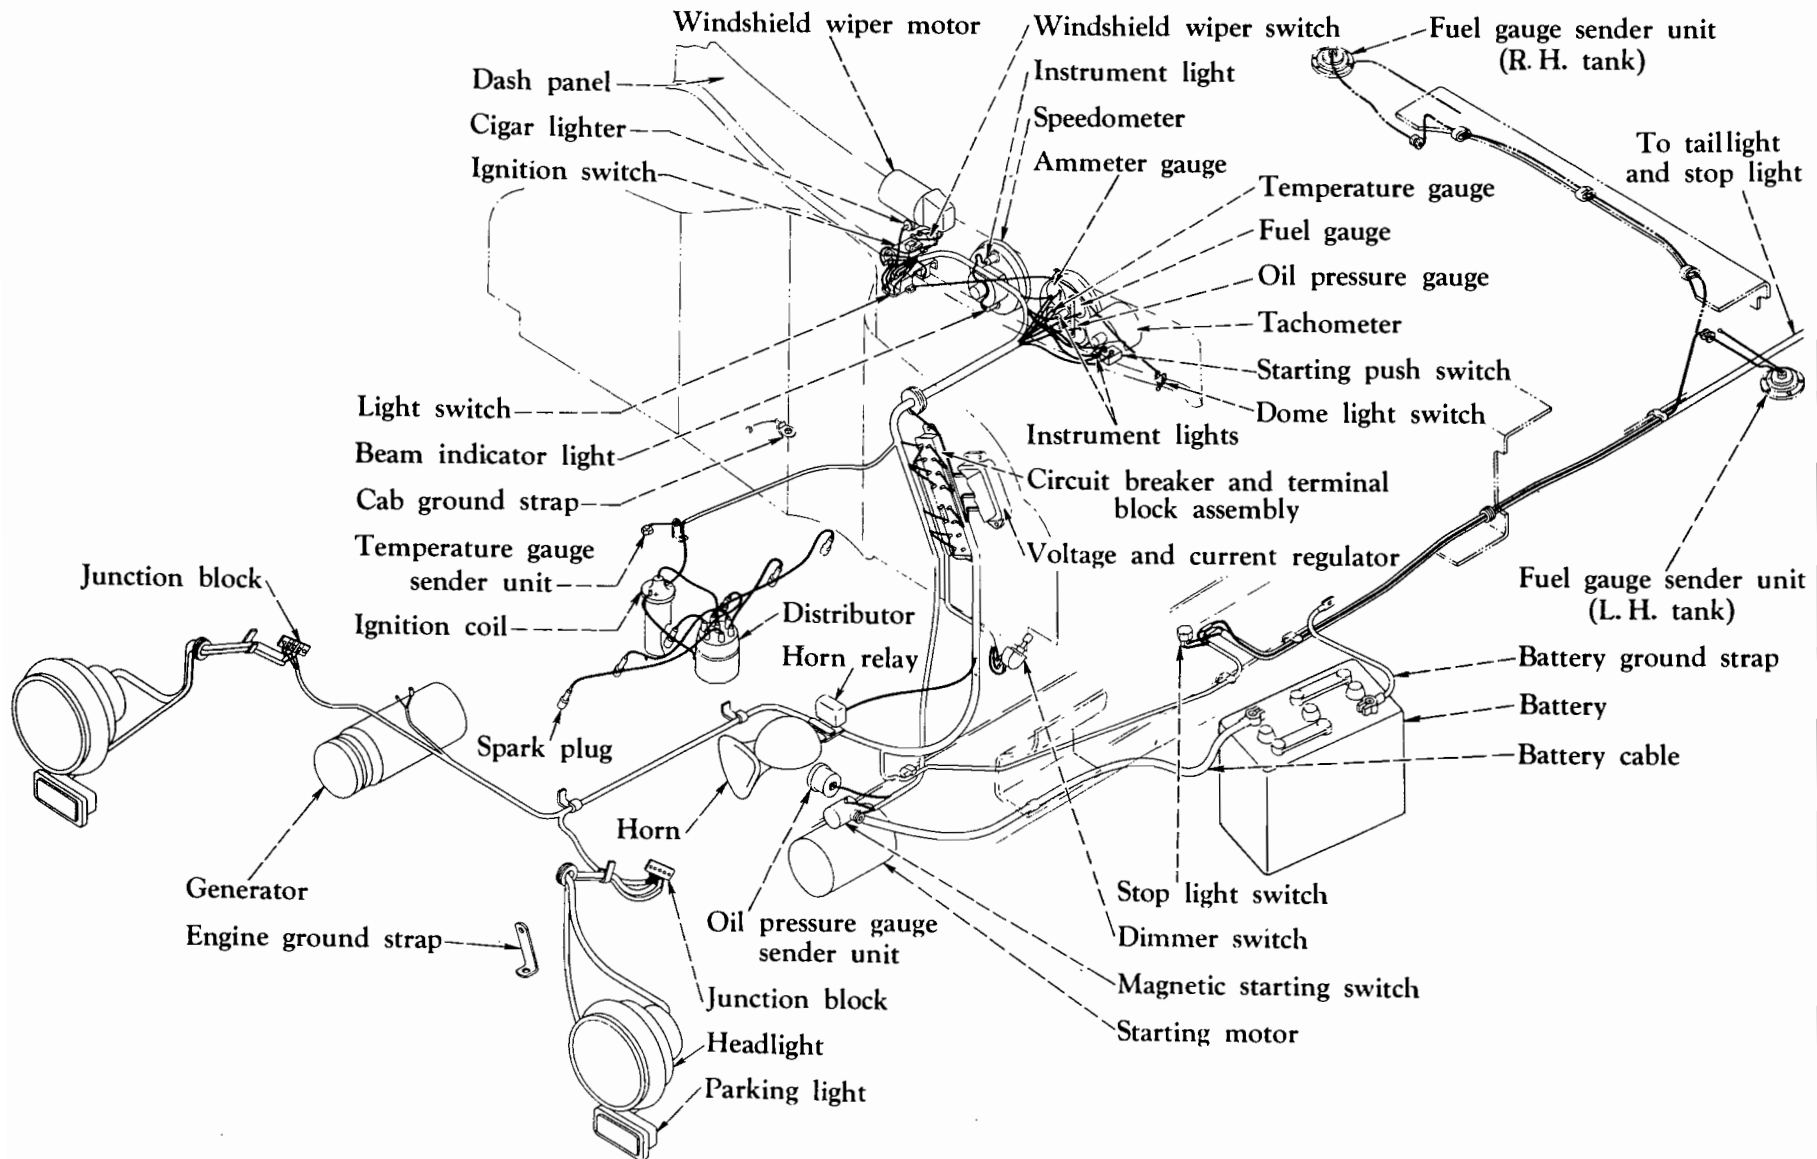 Windshield wiper motor
Windshield wiper switch
Fuel gauge sender unit
(R. H. tank)
Dash panel
Instrument light
Cigar lighter
Speedometer
To taillight
and stop light
Ignition switch
Ammeter gauge
Temperature gauge
Fuel gauge
Oil pressure gauge
Tachometer
Starting push switch
Light switch
Dome light switch
Instrument lights
Beam indicator light
Circuit breaker and terminal
block assembly
Cab ground strap
Temperature gauge
sender unit
Voltage and current regulator
Junction block
Fuel gauge sender unit
(L. H. tank)
Ignition coil
Distributor
Horn relay
Battery ground strap
Battery
Spark plug
Battery cable
Horn
Generator
Stop light switch
Engine ground strap
Oil pressure gauge
sender unit
Dimmer switch
Magnetic starting switch
Junction block
Starting motor
Headlight
Parking light